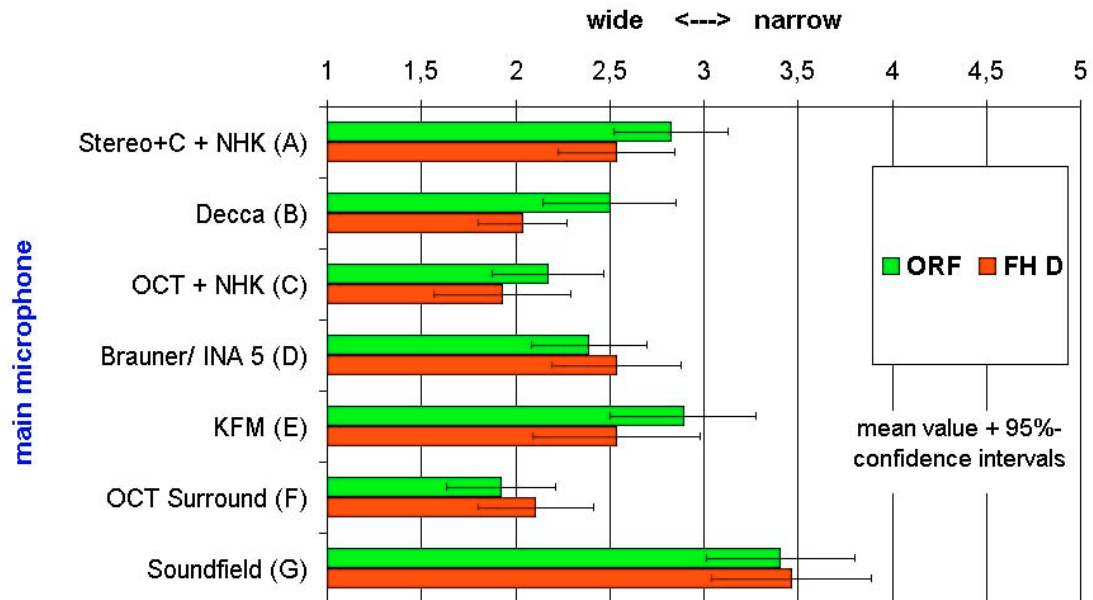 wide <---> narrow
1 1,5 2 2,5 3 3,5 4 4,5 5
main microphone
Stereo+C + NHK (A)
Decca (B)
OCT + NHK (C)
Brauner/ INA 5 (D)
KFM (E)
OCT Surround (F)
Soundfield (G)
ORF FH D
mean value + 95%-
confidence intervals